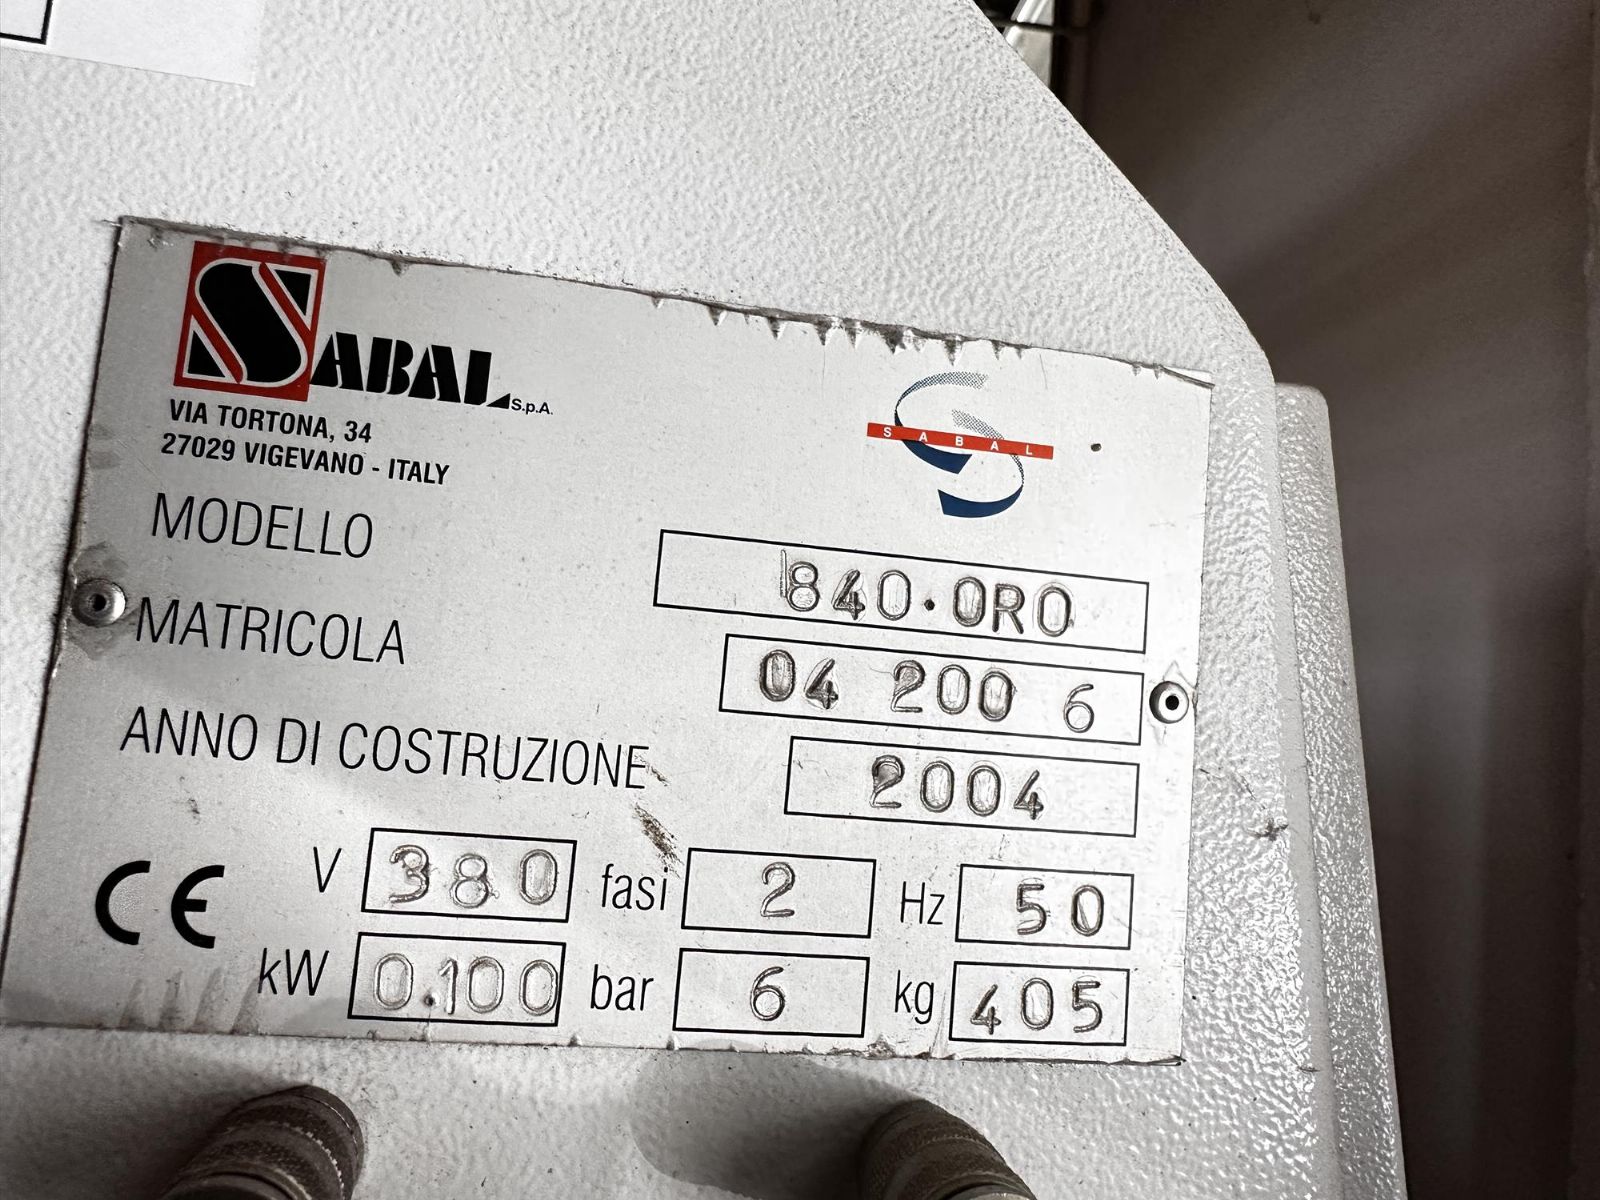 SABAL S.p.A.
VIA TORTONA, 34
27029 VIGEVANO - ITALY
SABAL
MODELLO 840·ORO
MATRICOLA 04 200 6
ANNO DI COSTRUZIONE 2004
CE V 380 fasi 2 Hz 50
kW 0.100 bar 6 kg 405